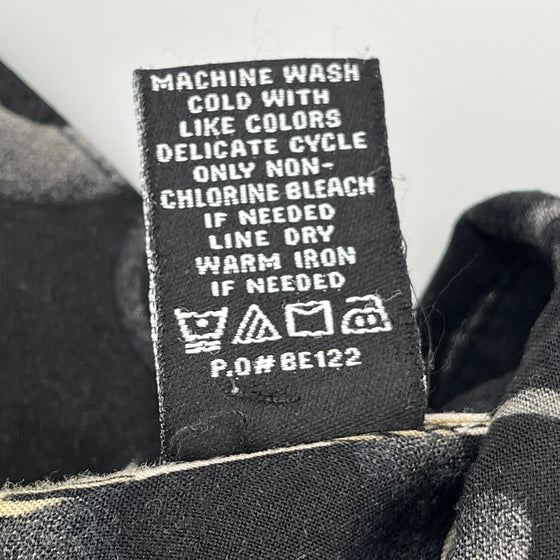 MACHINE WASH
COLD WITH
LIKE COLORS
DELICATE CYCLE
ONLY NON-
CHLORINE BLEACH
IF NEEDED
LINE DRY
WARM IRON
IF NEEDED
P.O# BE122